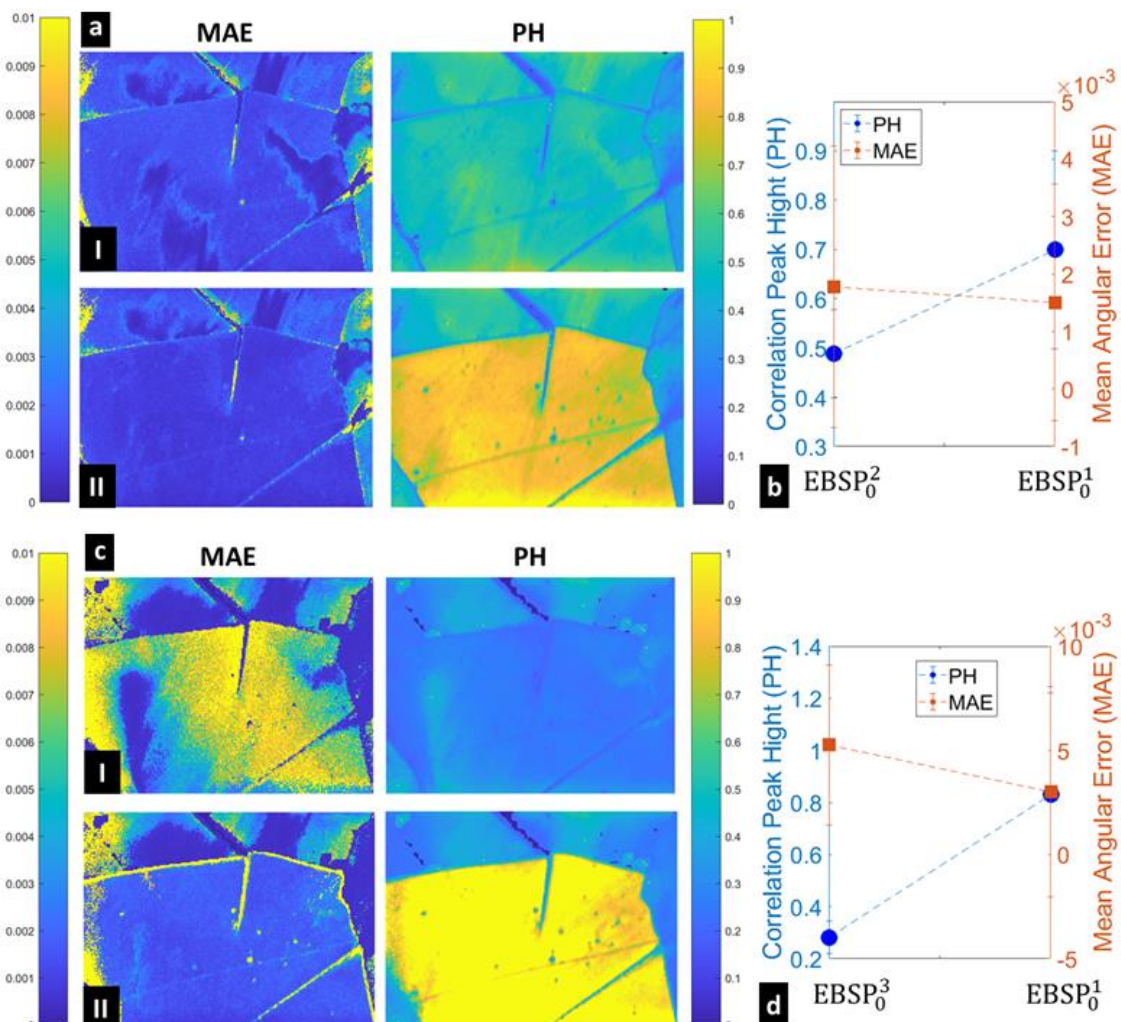 a
MAE
PH
0.01
0.009
0.008
0.007
0.006
0.005
0.004
0.003
0.002
0.001
0
I
II
1
0.9
0.8
0.7
0.6
0.5
0.4
0.3
0.2
0.1
0
×10⁻³
PH
MAE
Correlation Peak Hight (PH)
0.9
0.8
0.7
0.6
0.5
0.4
0.3
5
4
3
2
1
0
-1
Mean Angular Error (MAE)
b
EBSP₀²
EBSP₀¹
c
MAE
PH
0.01
0.009
0.008
0.007
0.006
0.005
0.004
0.003
0.002
0.001
I
II
1
0.9
0.8
0.7
0.6
0.5
0.4
0.3
0.2
0.1
×10⁻³
PH
MAE
Correlation Peak Hight (PH)
1.4
1.2
1
0.8
0.6
0.4
0.2
10
5
0
-5
Mean Angular Error (MAE)
d
EBSP₀³
EBSP₀¹